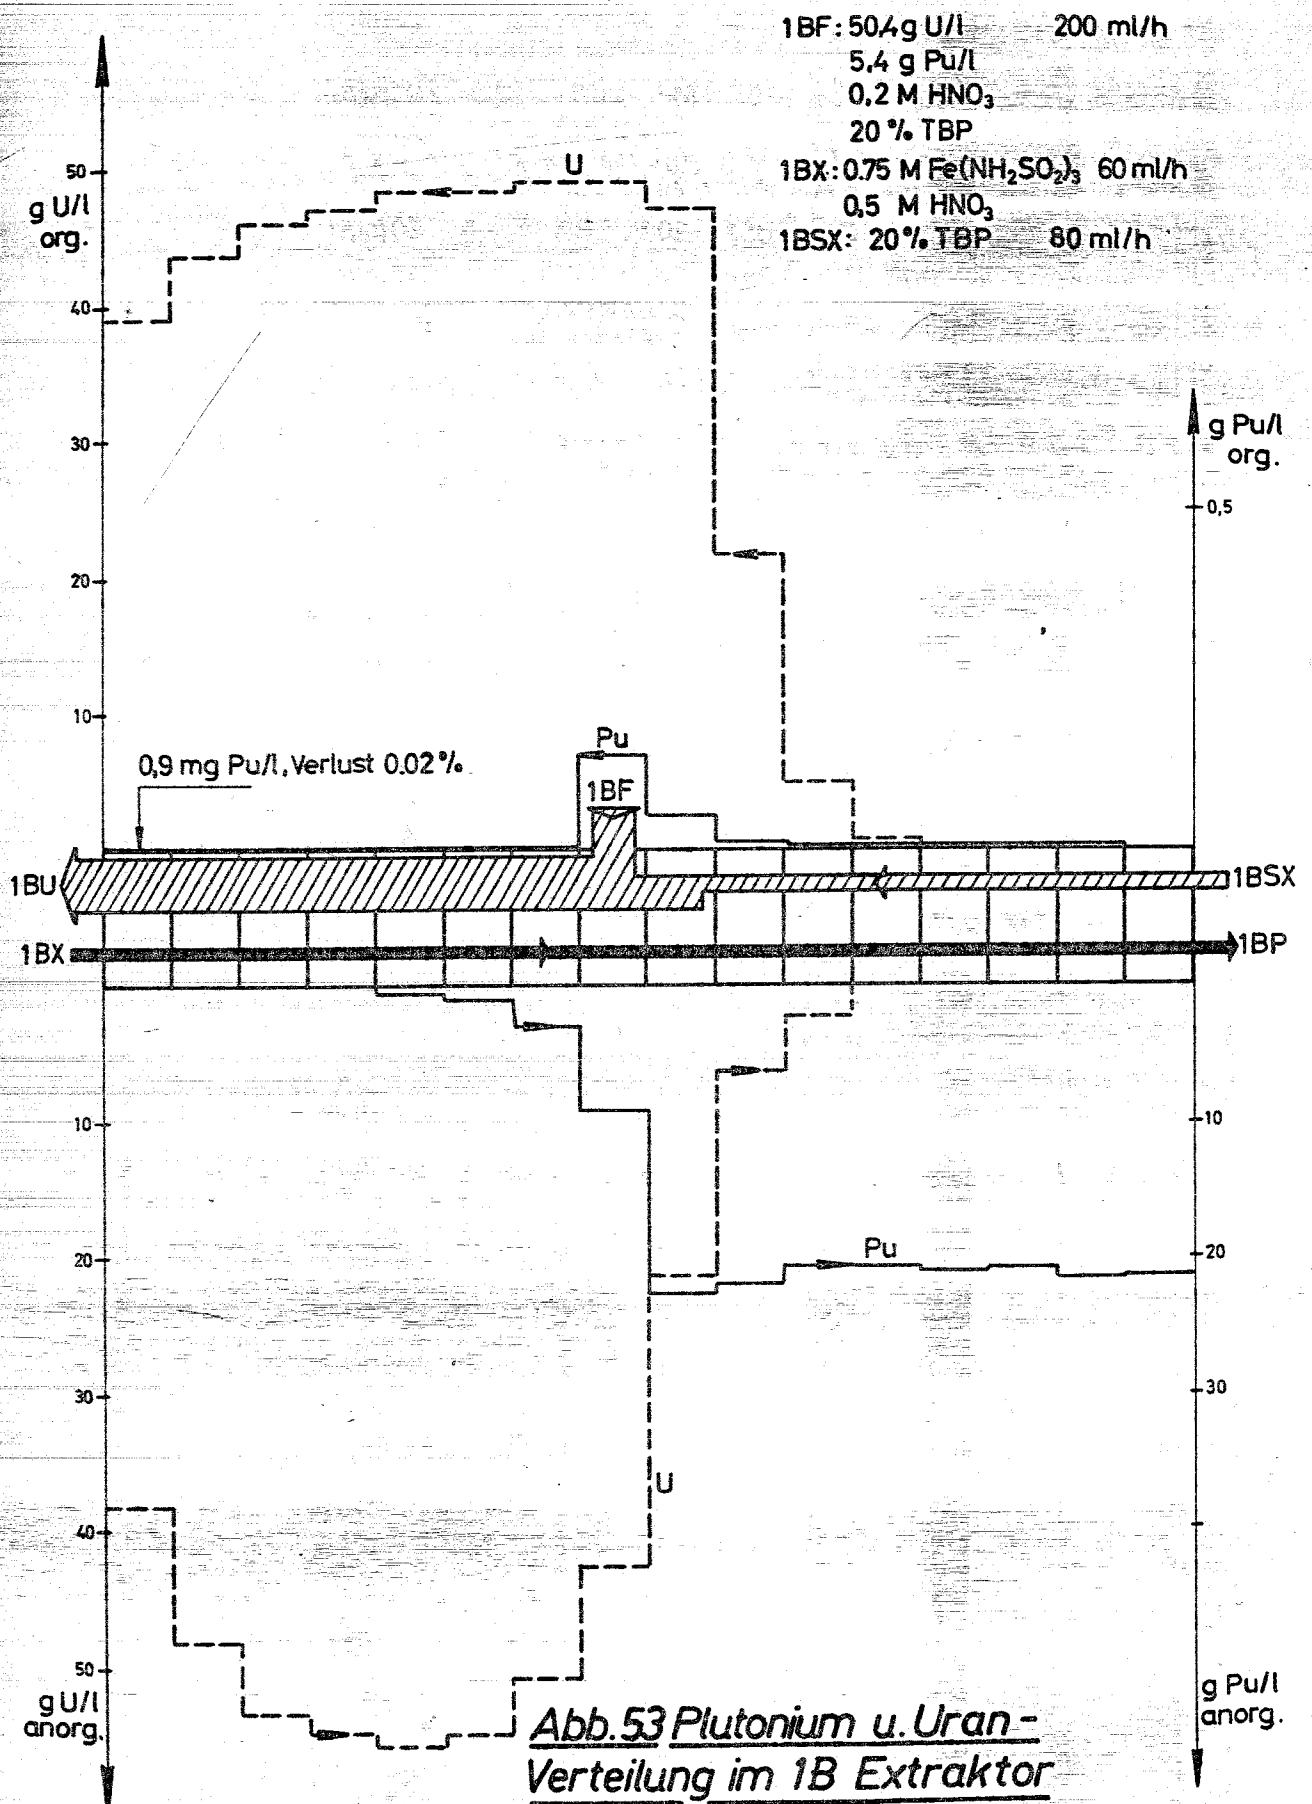 1BF: 50.4 g U/l 200 ml/h
5,4 g Pu/l
0,2 M HNO₃
20 % TBP
1BX: 0.75 M Fe(NH₂SO₂)₃ 60 ml/h
0,5 M HNO₃
1BSX: 20% TBP 80 ml/h
U
50
g U/l
org.
40
30
20
10
g Pu/l
org.
0,5
Pu
0,9 mg Pu/l, Verlust 0.02 %
1BF
1BU
1BSX
1BX
1BP
10
20
30
40
50
g U/l
anorg.
10
20
30
Pu
U
g Pu/l
anorg.
Abb. 53 Plutonium u. Uran-
Verteilung im 1B Extraktor